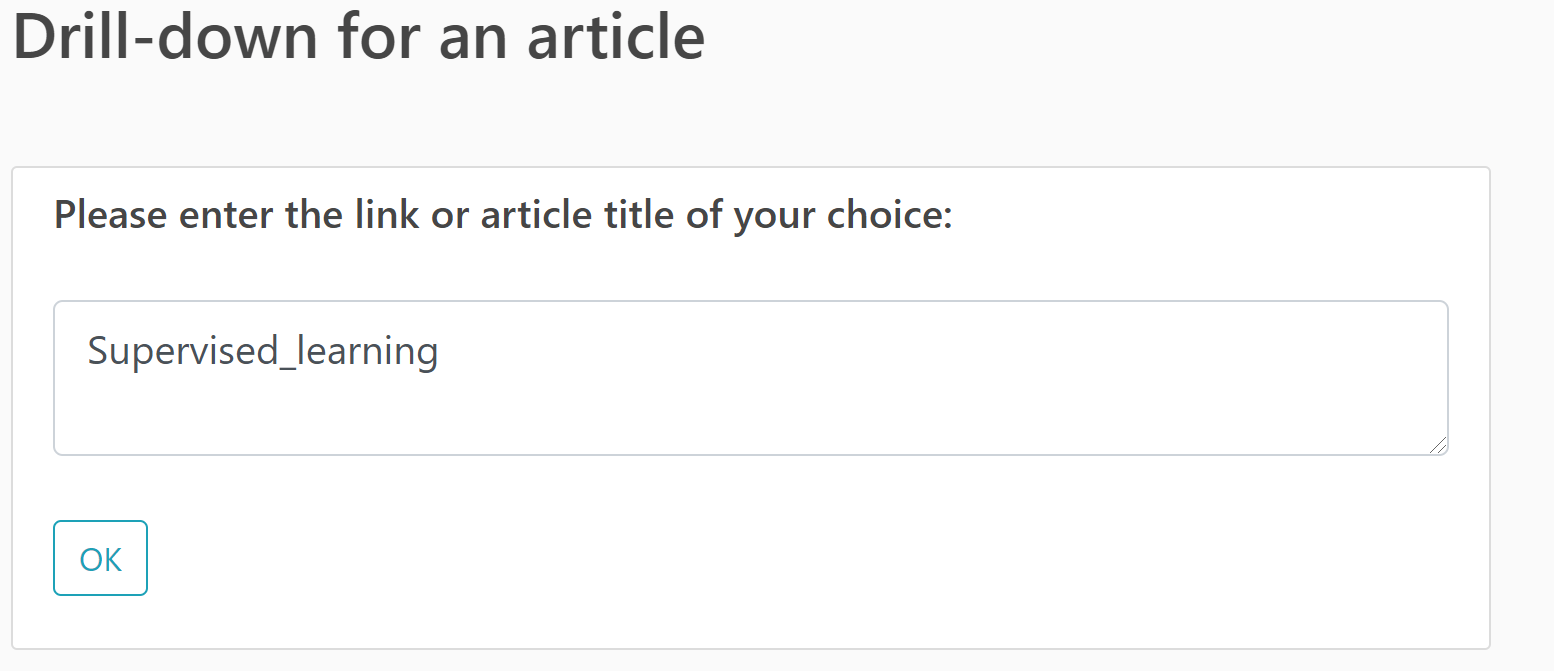 Drill-down for an article
Please enter the link or article title of your choice:
Supervised_learning
OK